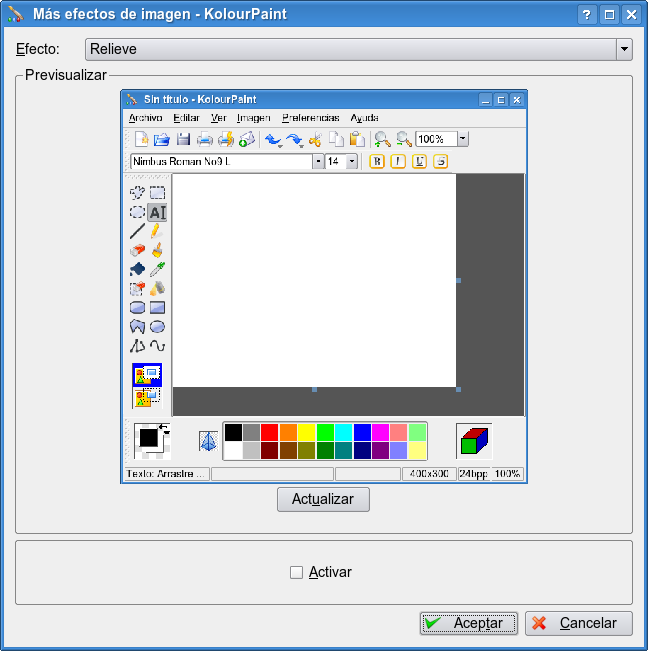 Más efectos de imagen - KolourPaint
Efecto: Relieve
Previsualizar
Sin título - KolourPaint
Archivo Editar Ver Imagen Preferencias Ayuda
100%
Nimbus Roman No9 L 14 B I U S
AI
Texto: Arrastre ... 400x300 24bpp 100%
Actualizar
Activar
Aceptar Cancelar